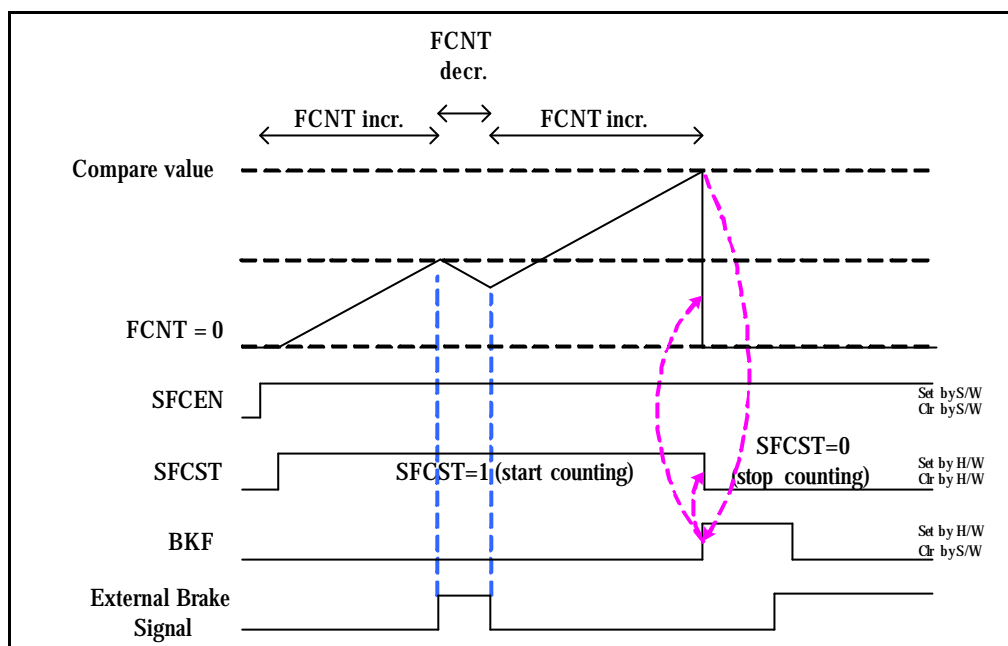 FCNT
decr.
FCNT incr.
FCNT incr.
Compare value
FCNT = 0
SFCEN
Set by S/W
Clr by S/W
SFCST
SFCST=1 (start counting)
SFCST=0
(stop counting)
Set by H/W
Clr by H/W
BKF
Set by H/W
Clr by S/W
External Brake
Signal